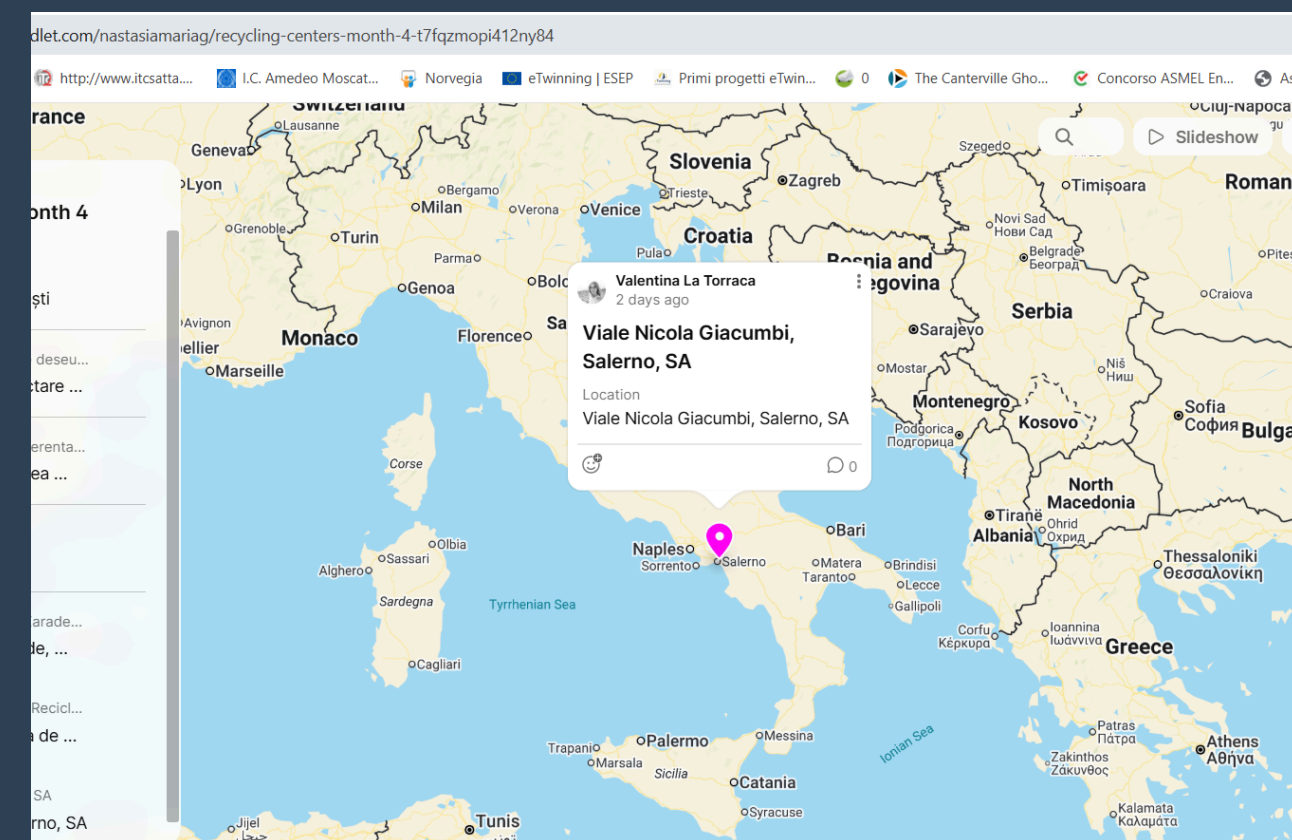 dlet.com/nastasiamariag/recycling-centers-month-4-t7fqzmopi412ny84
http://www.itcsatta.... I.C. Amedeo Moscat... Norvegia eTwinning | ESEP Primi progetti eTwin... 0 The Canterville Gho... Concorso ASMEL En... As
rance
Switzerland
Lausanne
Geneva
Lyon
Grenoble
Avignon
ellier
Marseille
Monaco
Bergamo
Milan
Verona
Venice
Turin
Parma
Genoa
Bolo
Florence
Sa
Slovenia
Trieste
Zagreb
Croatia
Pula
Bosnia and
egovina
Sarajevo
Mostar
Szeged
Cluj-Napoca
Slideshow
Timișoara
Roman
Novi Sad
Нови Сад
Belgrade
Београд
Pites
Craiova
Serbia
Niš
Ниш
Montenegro
Podgorica
Подгорица
Kosovo
Sofia
София
Bulga
North
Macedonia
Tiranë
Albania
Ohrid
Охрид
Thessaloniki
Θεσσαλονίκη
onth 4
ști
deseu...
ctare ...
erenta...
ea ...
arade...
de, ...
Recicl...
a de ...
SA
rno, SA
Valentina La Torraca
2 days ago
Viale Nicola Giacumbi,
Salerno, SA
Location
Viale Nicola Giacumbi, Salerno, SA
0
Corse
Olbia
Sassari
Alghero
Sardegna
Cagliari
Tyrrhenian Sea
Naples
Sorrento
Salerno
Bari
Matera
Taranto
Brindisi
Lecce
Gallipoli
Corfu
Κέρκυρα
Ioannina
Ιωάννινα
Greece
Patras
Πάτρα
Athens
Αθήνα
Zakinthos
Ζάκυνθος
Kalamata
Καλαμάτα
Ionian Sea
Messina
Palermo
Trapani
Marsala
Sicilia
Catania
Syracuse
Jijel
Tunis